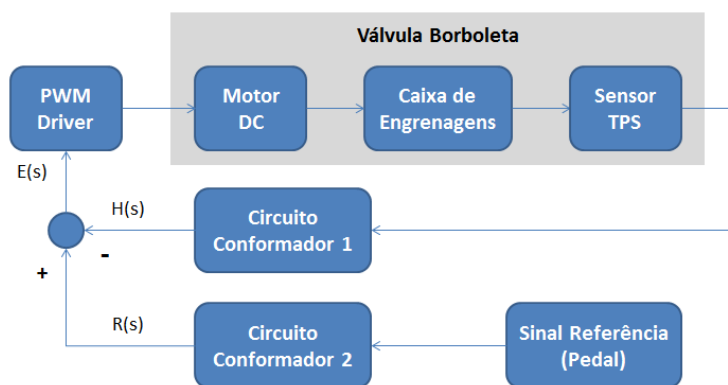 Válvula Borboleta
PWM
Driver
Motor
DC
Caixa de
Engrenagens
Sensor
TPS
E(s)
H(s)
Circuito
Conformador 1
-
+
R(s)
Circuito
Conformador 2
Sinal Referência
(Pedal)